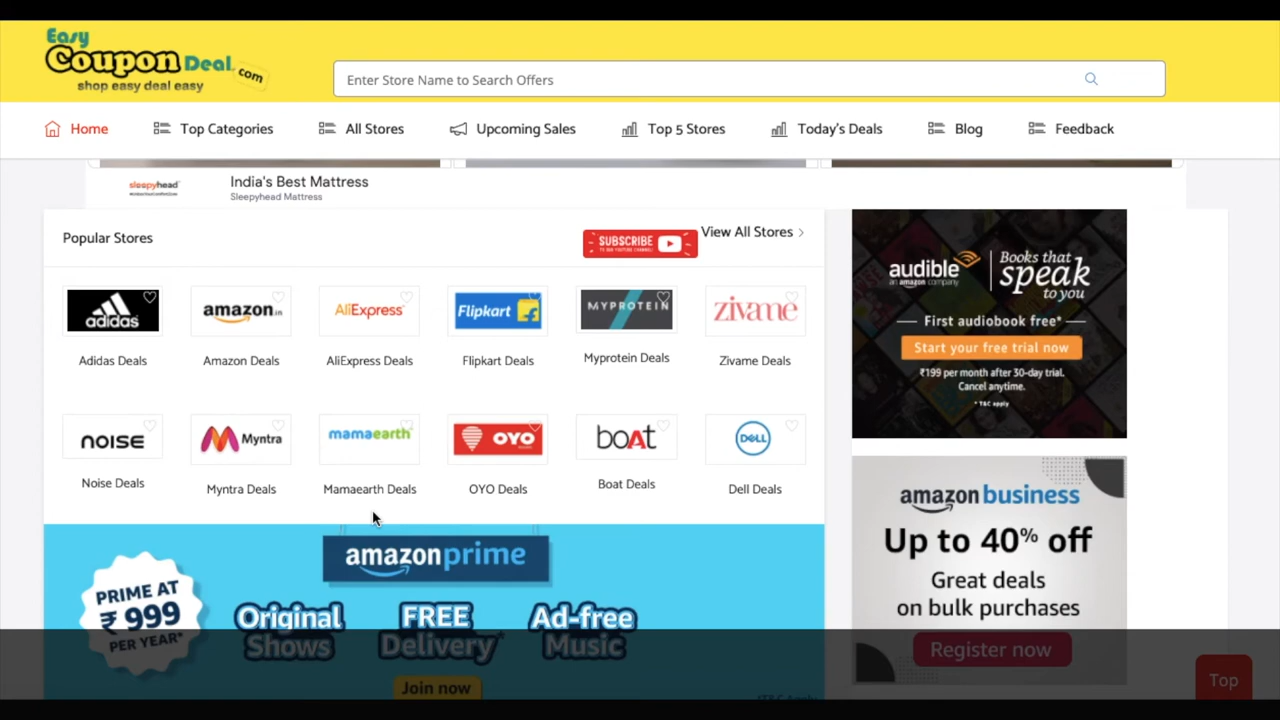 Easy
Coupon Deal.com
shop easy deal easy
Enter Store Name to Search Offers
Home
Top Categories
All Stores
Upcoming Sales
Top 5 Stores
Today's Deals
Blog
Feedback
sleepyhead
India's Best Mattress
Sleepyhead Mattress
Popular Stores
SUBSCRIBE
TO OUR YOUTUBE CHANNEL
View All Stores
adidas
amazon.in
AliExpress
Flipkart
MYPROTEIN
zivame
Adidas Deals
Amazon Deals
AliExpress Deals
Flipkart Deals
Myprotein Deals
Zivame Deals
noise
Myntra
mamaearth
OYO
boAt
DELL
Noise Deals
Myntra Deals
Mamaearth Deals
OYO Deals
Boat Deals
Dell Deals
amazon prime
PRIME AT
₹ 999
PER YEAR*
Original
Shows
FREE
Delivery*
Ad-free
Music
Join now
*T&C Apply
audible
an amazon company
Books that
speak
to you
First audiobook free*
Start your free trial now
₹199 per month after 30-day trial.
Cancel anytime.
* T&C apply
amazon business
Up to 40% off
Great deals
on bulk purchases
Register now
Top